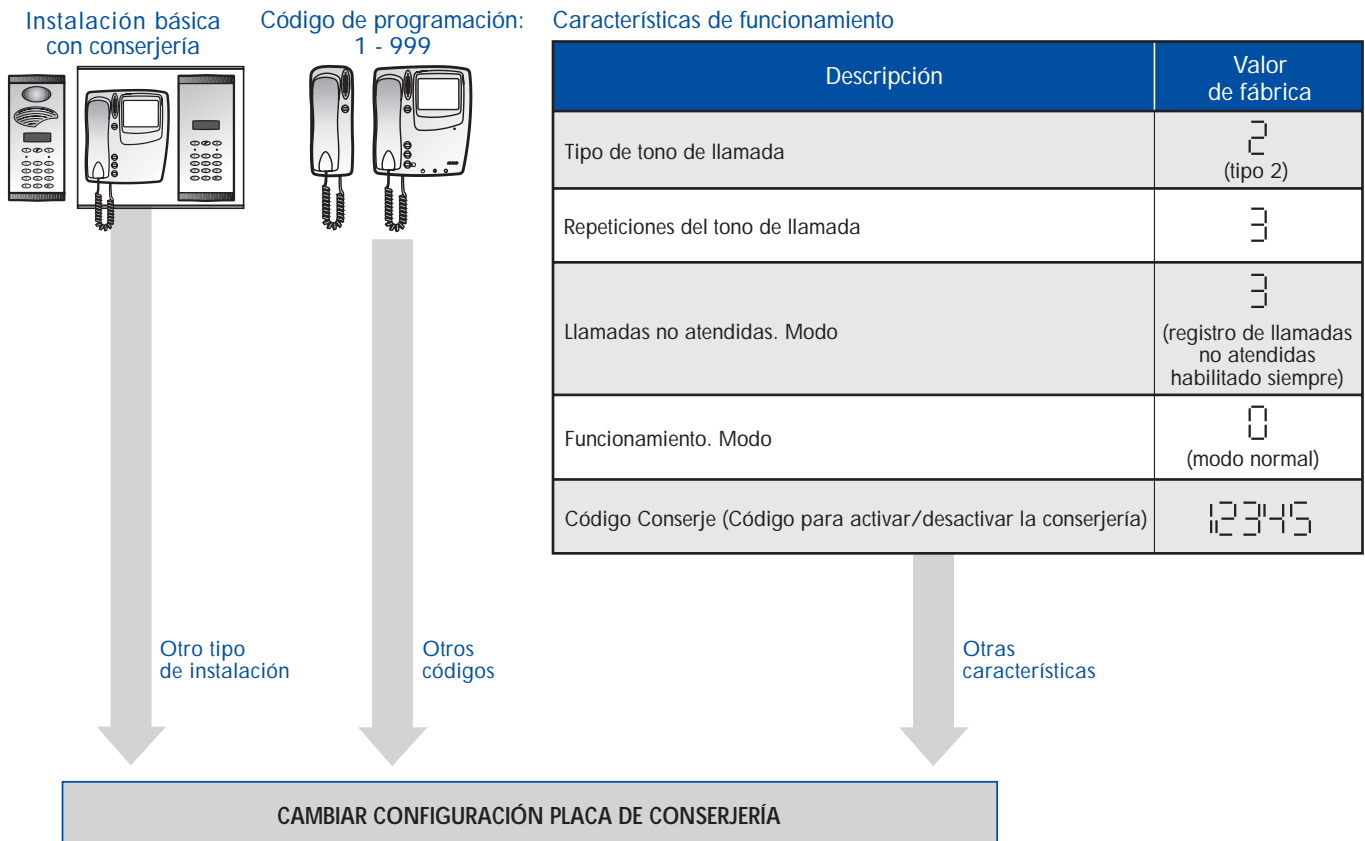 Instalación básica
con conserjería
Código de programación:
1 - 999
Características de funcionamiento
Descripción
Valor
de fábrica
Tipo de tono de llamada
2
(tipo 2)
Repeticiones del tono de llamada
3
Llamadas no atendidas. Modo
3
(registro de llamadas
no atendidas
habilitado siempre)
Funcionamiento. Modo
0
(modo normal)
Código Conserje (Código para activar/desactivar la conserjería)
12345
Otro tipo
de instalación
Otros
códigos
Otras
características
CAMBIAR CONFIGURACIÓN PLACA DE CONSERJERÍA